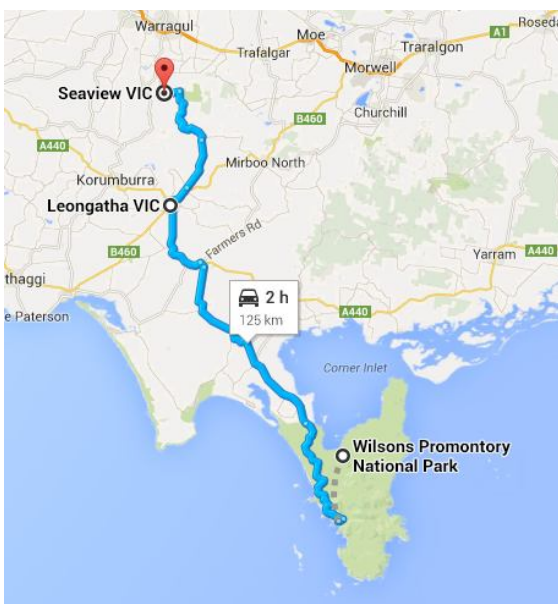 Warragul
Moe
Rosed
Trafalgar
Traralgon
A1
Morwell
Seaview VIC
Churchill
B460
A440
Mirboo North
Korumburra
Leongatha VIC
B460
Farmers Rd
Yarram
A440
thaggi
e Paterson
2 h
125 km
A440
Corner Inlet
Wilsons Promontory
National Park